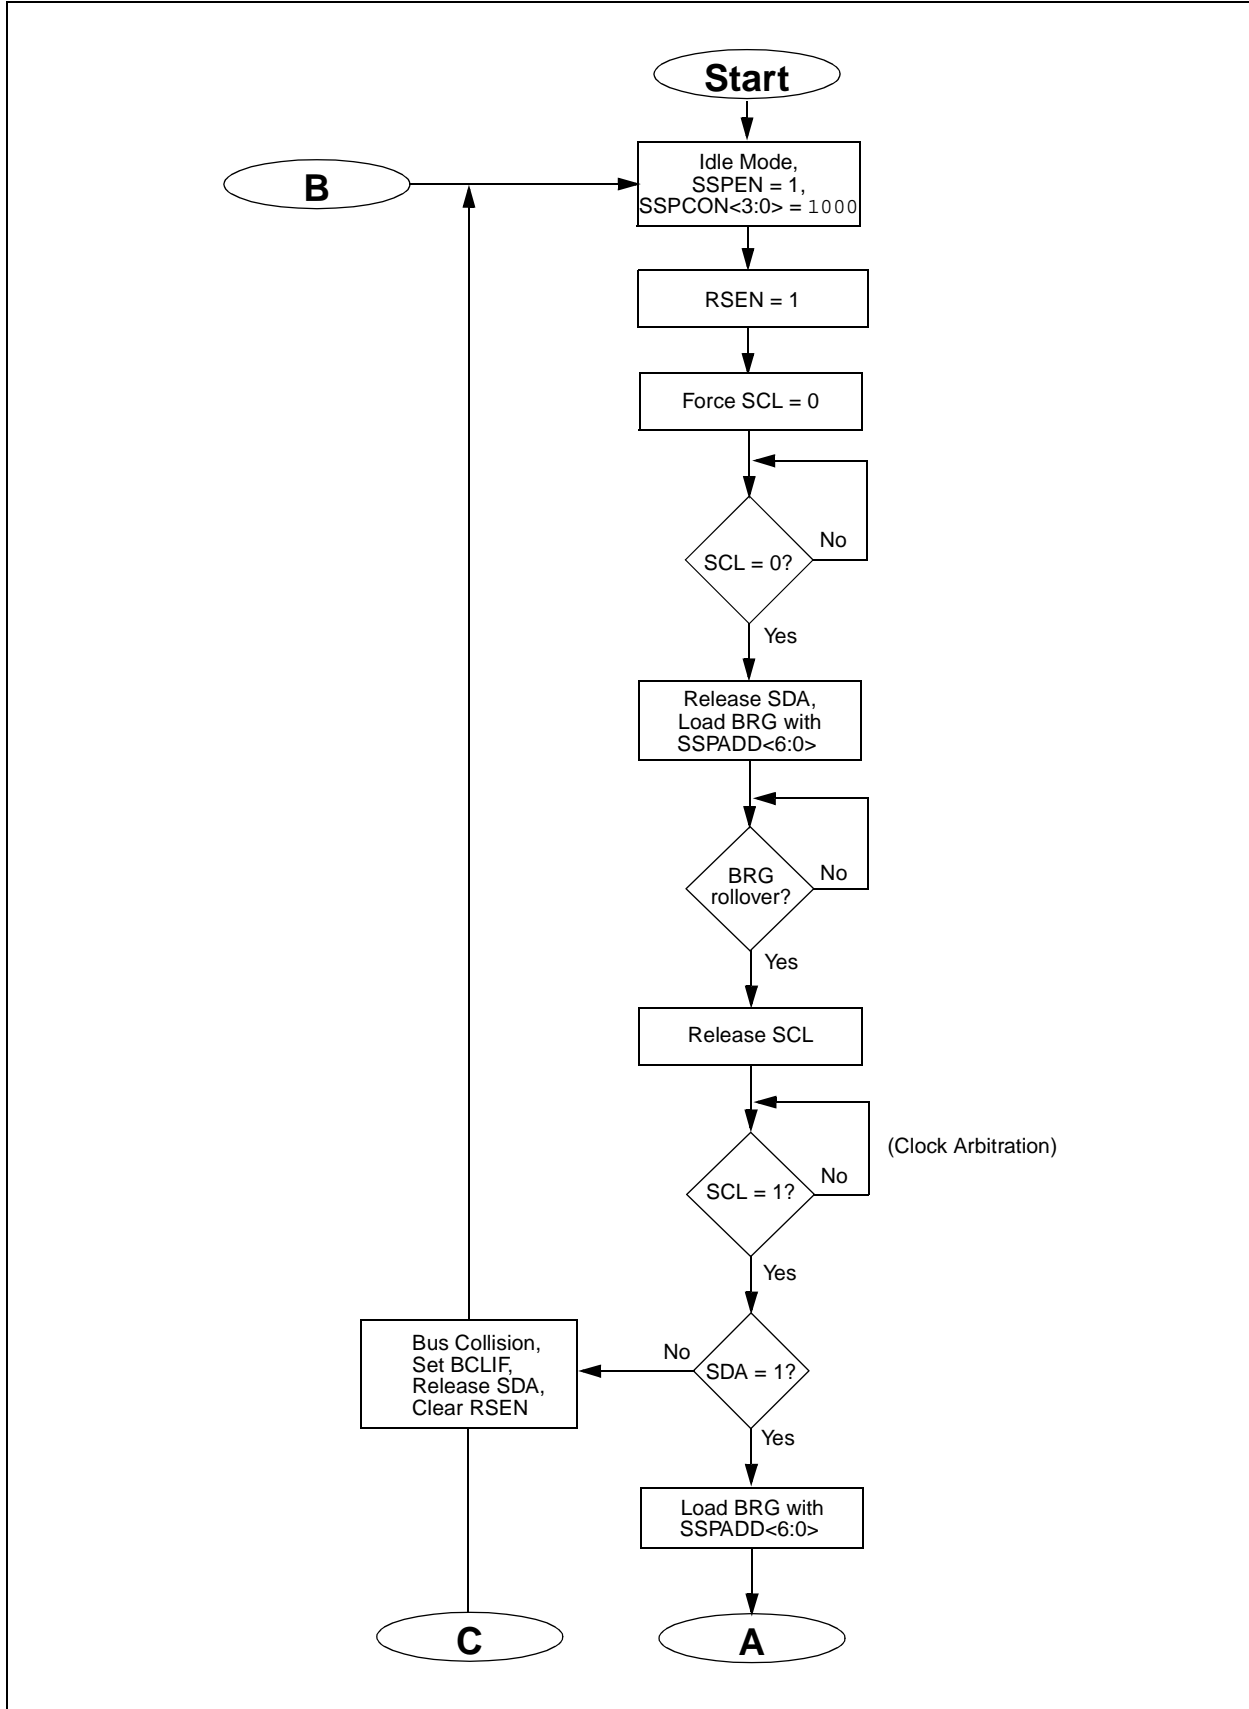 Start
B
Idle Mode,
SSPEN = 1,
SSPCON<3:0> = 1000
RSEN = 1
Force SCL = 0
SCL = 0?
No
Yes
Release SDA,
Load BRG with
SSPADD<6:0>
BRG
rollover?
No
Yes
Release SCL
(Clock Arbitration)
SCL = 1?
No
Yes
Bus Collision,
Set BCLIF,
Release SDA,
Clear RSEN
No
SDA = 1?
Yes
Load BRG with
SSPADD<6:0>
C
A